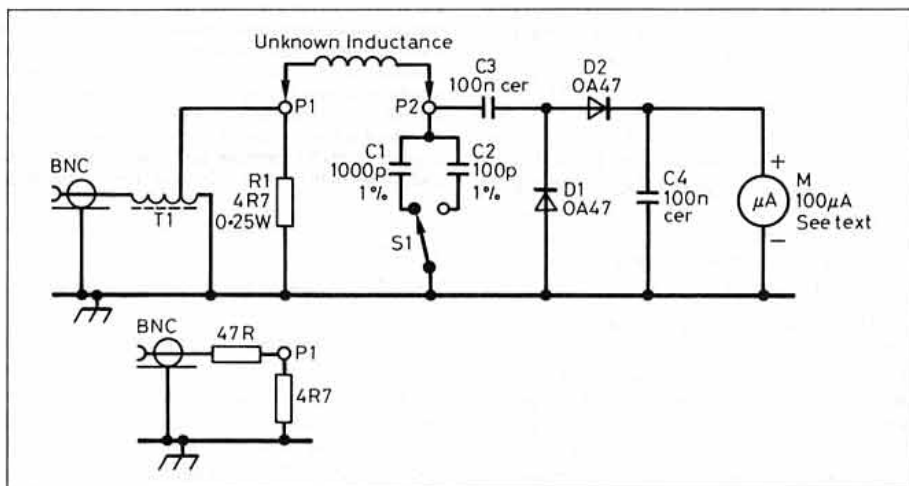 Unknown Inductance
P1
P2
C3
100n cer
D2
OA47
BNC
T1
R1
4R7
0·25W
C1
1000p
1%
C2
100p
1%
S1
D1
OA47
C4
100n
cer
+
μA
−
M
100μA
See text
BNC
47R
P1
4R7